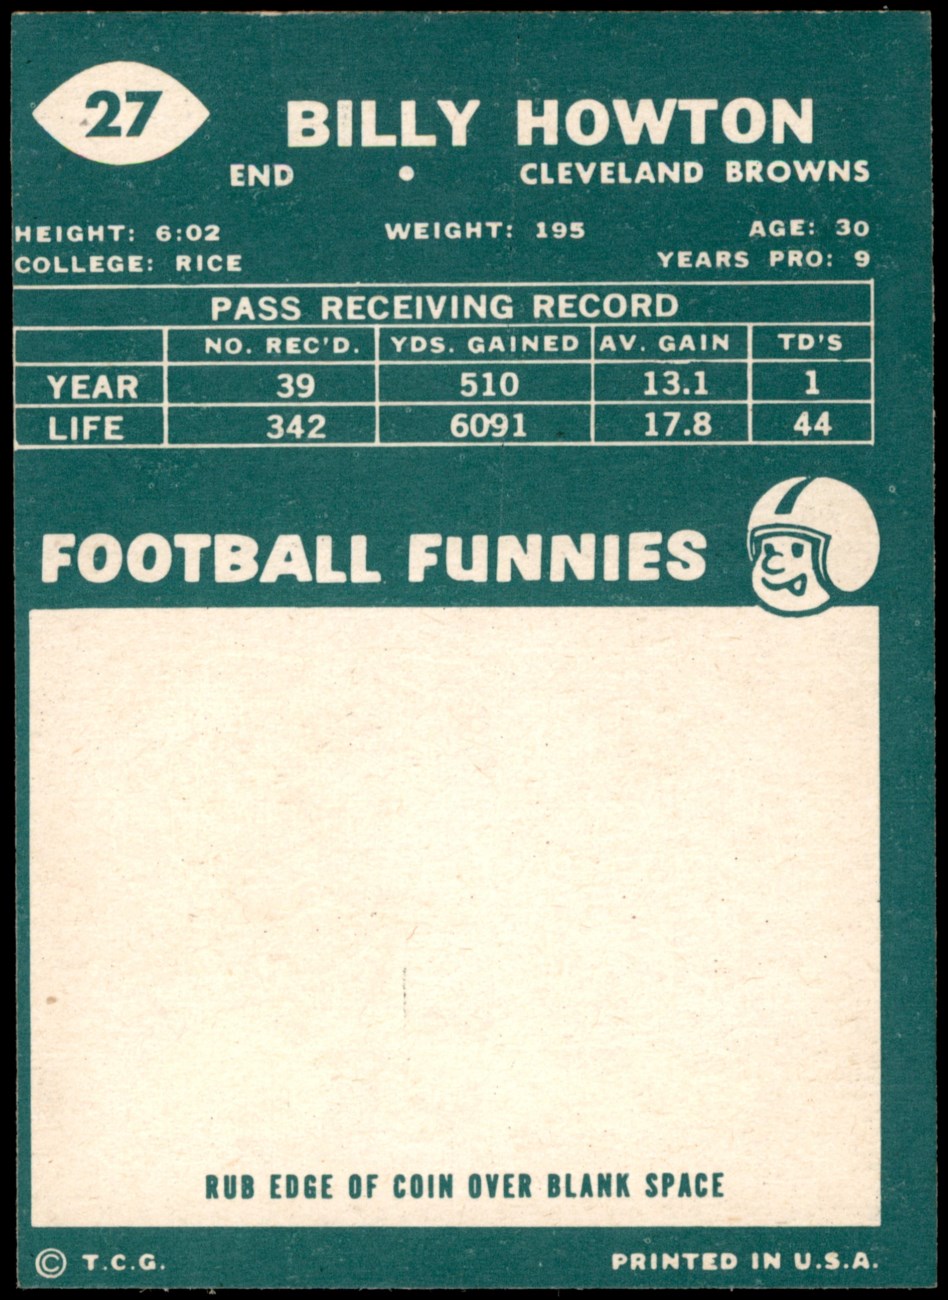 27
BILLY HOWTON
END • CLEVELAND BROWNS
HEIGHT: 6:02 WEIGHT: 195 AGE: 30
COLLEGE: RICE YEARS PRO: 9
PASS RECEIVING RECORD
NO. REC'D. YDS. GAINED AV. GAIN TD'S
YEAR 39 510 13.1 1
LIFE 342 6091 17.8 44
FOOTBALL FUNNIES
RUB EDGE OF COIN OVER BLANK SPACE
© T.C.G. PRINTED IN U.S.A.